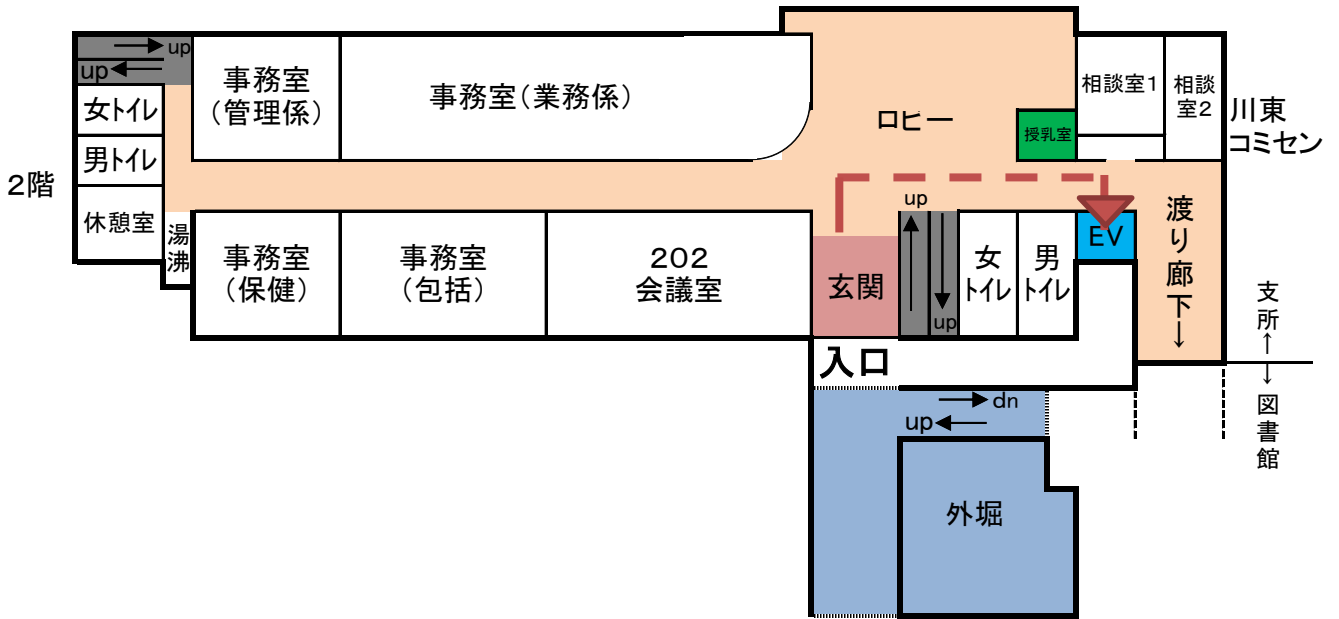 up
up
女トイレ
男トイレ
休憩室
湯
沸
2階
事務室
(管理係)
事務室(業務係)
ロビー
授乳室
相談室1
相談
室2
川東
コミセン
事務室
(保健)
事務室
(包括)
202
会議室
玄関
up
up
女
トイレ
男
トイレ
EV
渡り廊下→
入口
支所→
→図書館
dn
up
外堀